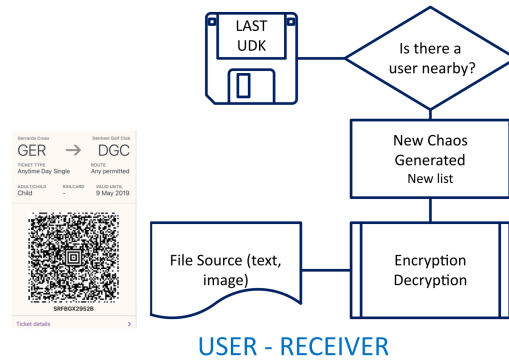 LAST
UDK
Is there a
user nearby?
New Chaos
Generated
New list
File Source (text,
image)
Encryption
Decryption
Gerrards Cross
Denham Golf Club
GER → DGC
TICKET TYPE
ROUTE
Anytime Day Single
Any permitted
ADULT/CHILD
RAILCARD
VALID UNTIL
Child
-
9 May 2019
SRFBGX2952B
Ticket details >
USER - RECEIVER